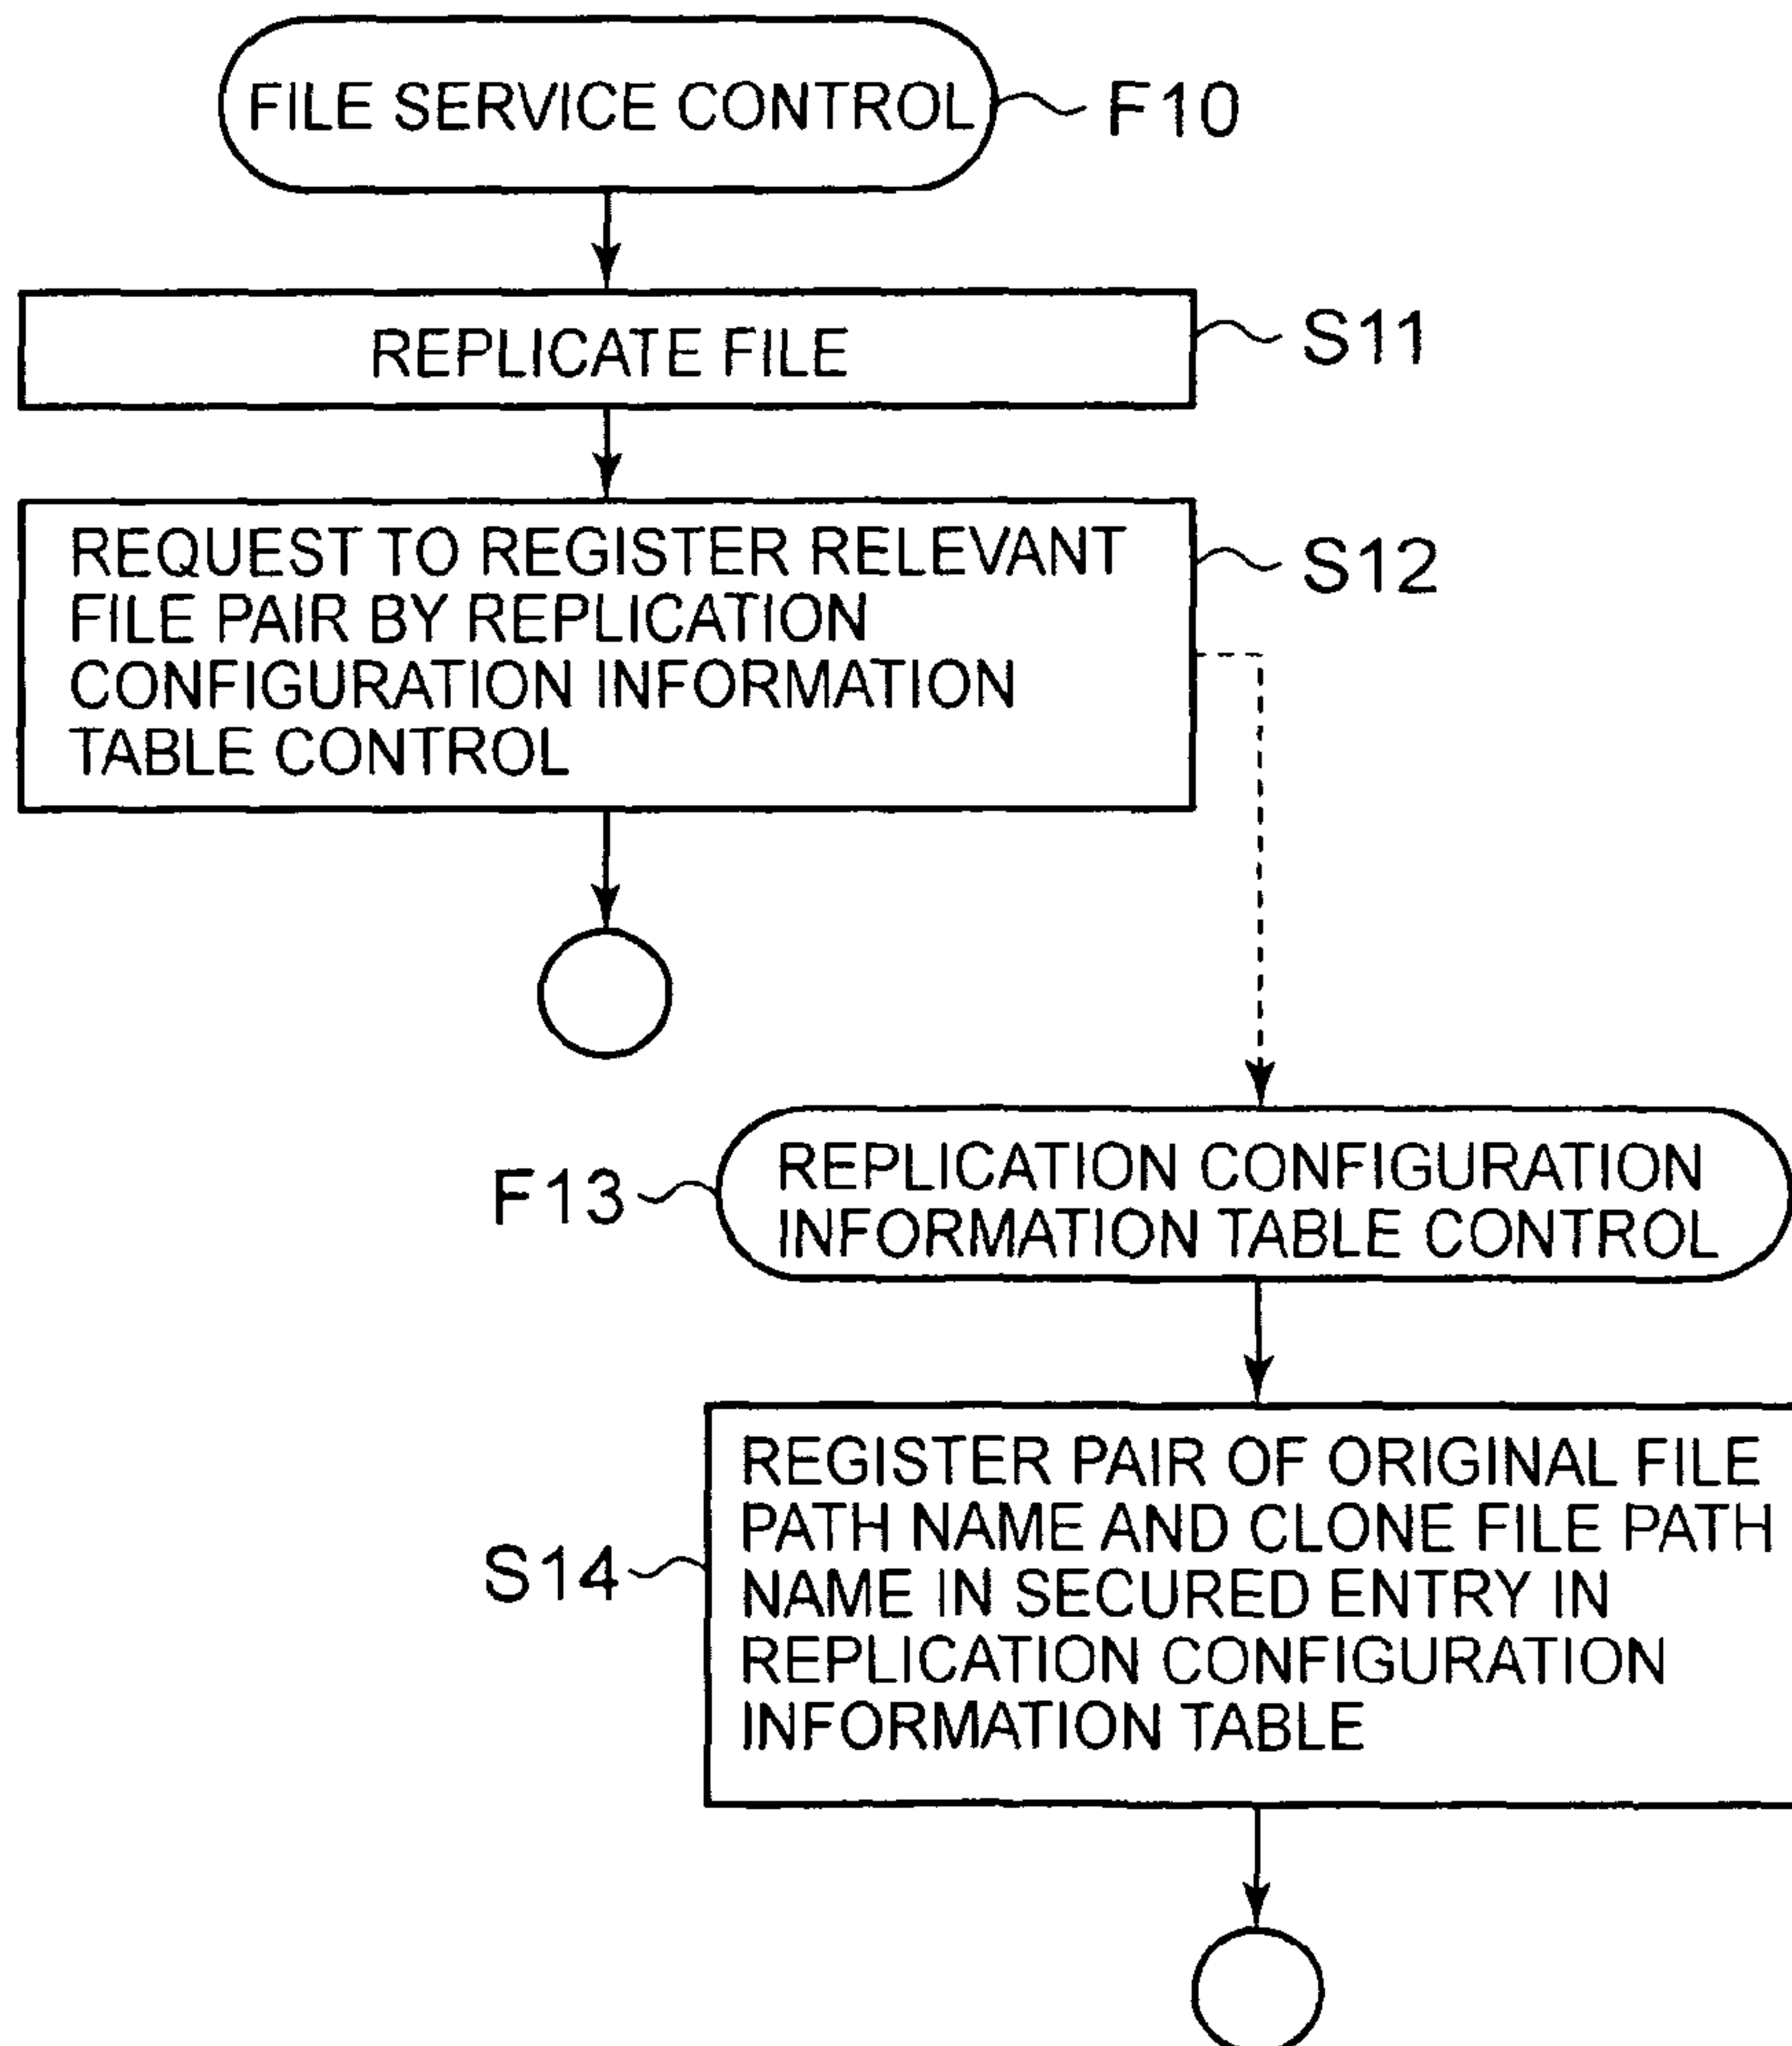 FILE SERVICE CONTROL
F10
REPLICATE FILE
S11
REQUEST TO REGISTER RELEVANT
FILE PAIR BY REPLICATION
CONFIGURATION INFORMATION
TABLE CONTROL
S12
F13
REPLICATION CONFIGURATION
INFORMATION TABLE CONTROL
S14
REGISTER PAIR OF ORIGINAL FILE
PATH NAME AND CLONE FILE PATH
NAME IN SECURED ENTRY IN
REPLICATION CONFIGURATION
INFORMATION TABLE